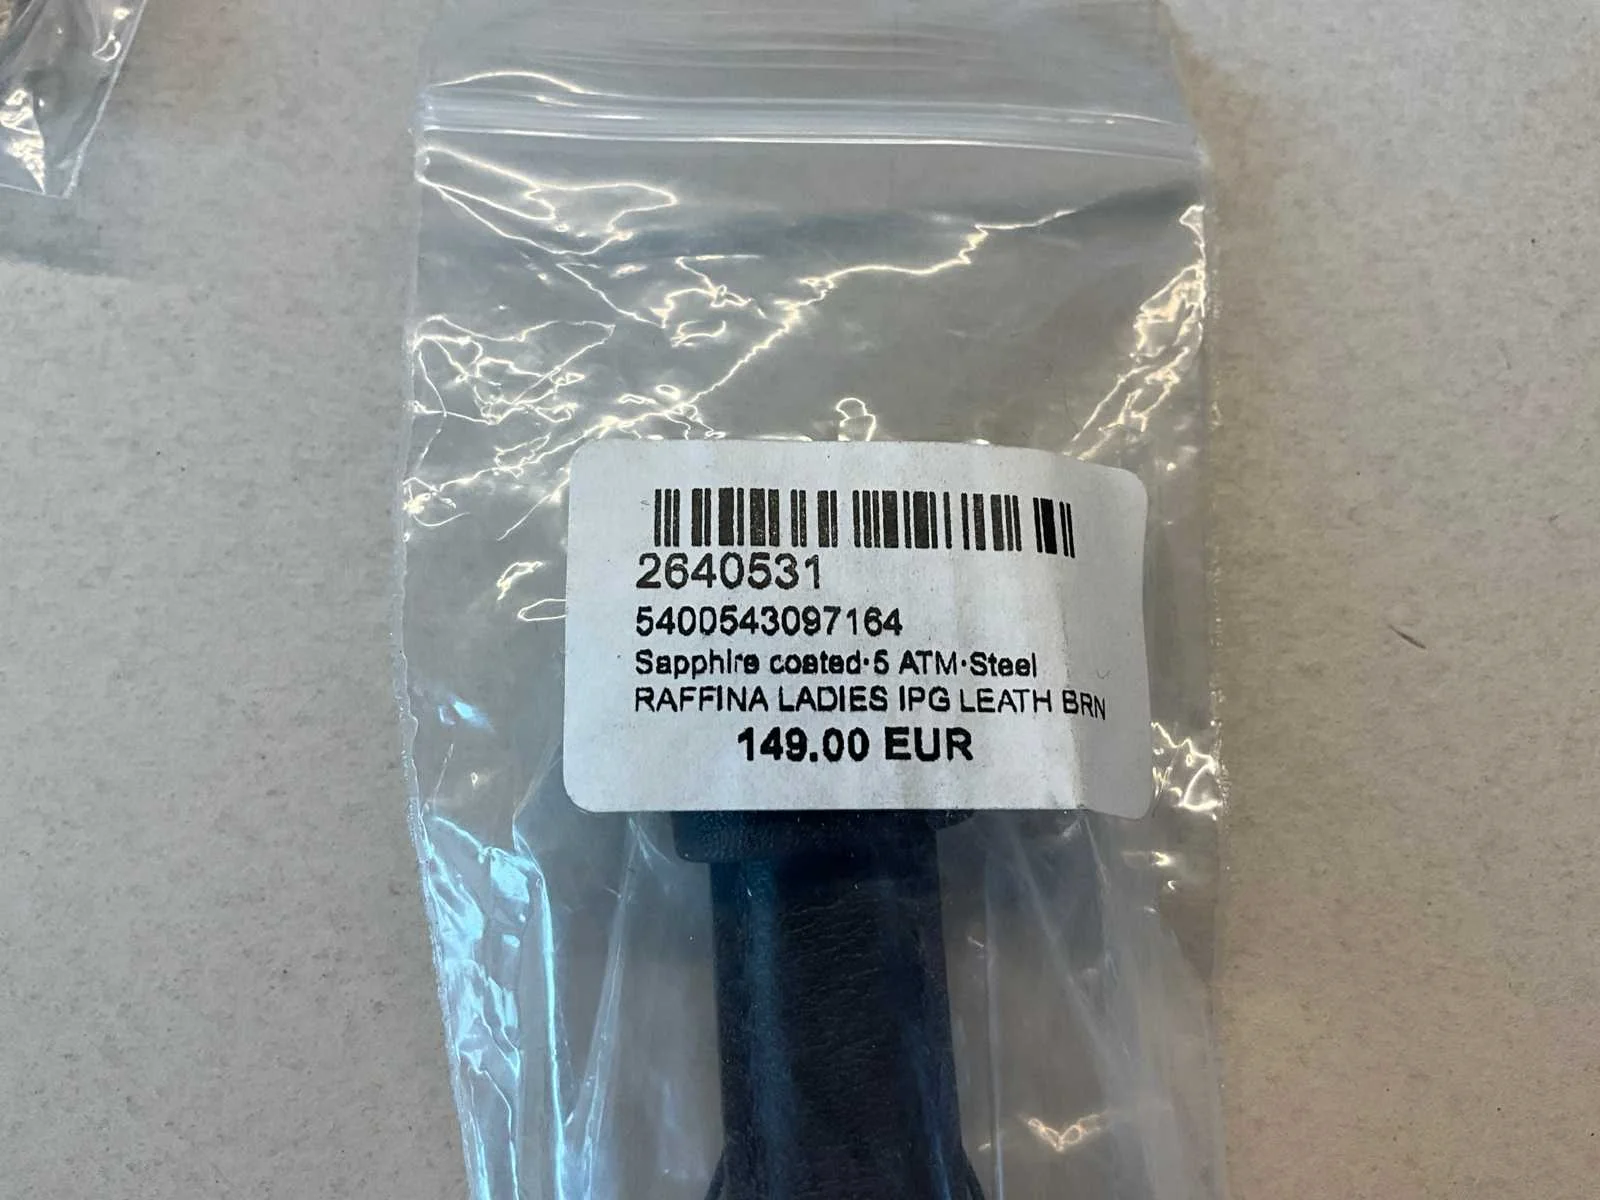 2640531
5400543097164
Sapphire coated·5 ATM·Steel
RAFFINA LADIES IPG LEATH BRN
149.00 EUR